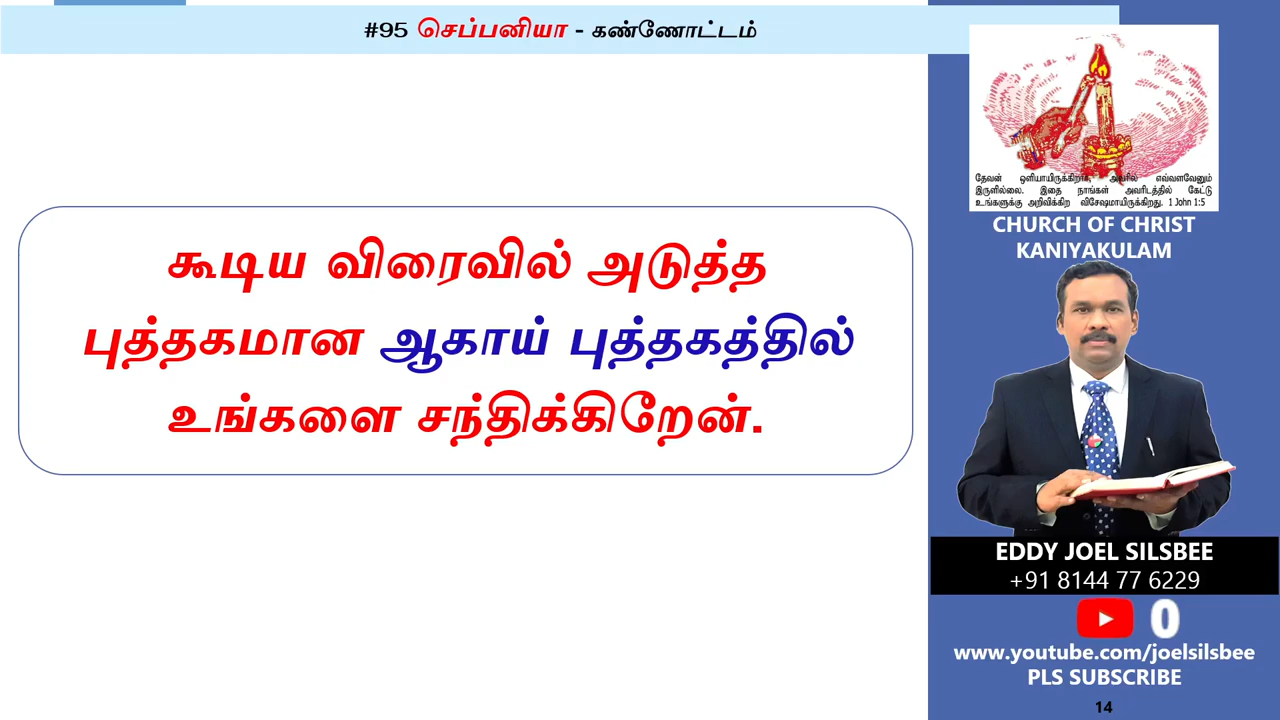 #95 செப்பனியா - கண்ணோட்டம்
கூடிய விரைவில் அடுத்த
புத்தகமான ஆகாய் புத்தகத்தில்
உங்களை சந்திக்கிறேன்.
தேவன் ஒளியாயிருக்கிறார், அவரில் எவ்வளவேனும்
இருளில்லை. இதை நாங்கள் அவரிடத்தில் கேட்டு
உங்களுக்கு அறிவிக்கிற விசேஷமாயிருக்கிறது. 1 John 1:5
CHURCH OF CHRIST
KANIYAKULAM
EDDY JOEL SILSBEE
+91 8144 77 6229
0
www.youtube.com/joelsilsbee
PLS SUBSCRIBE
14